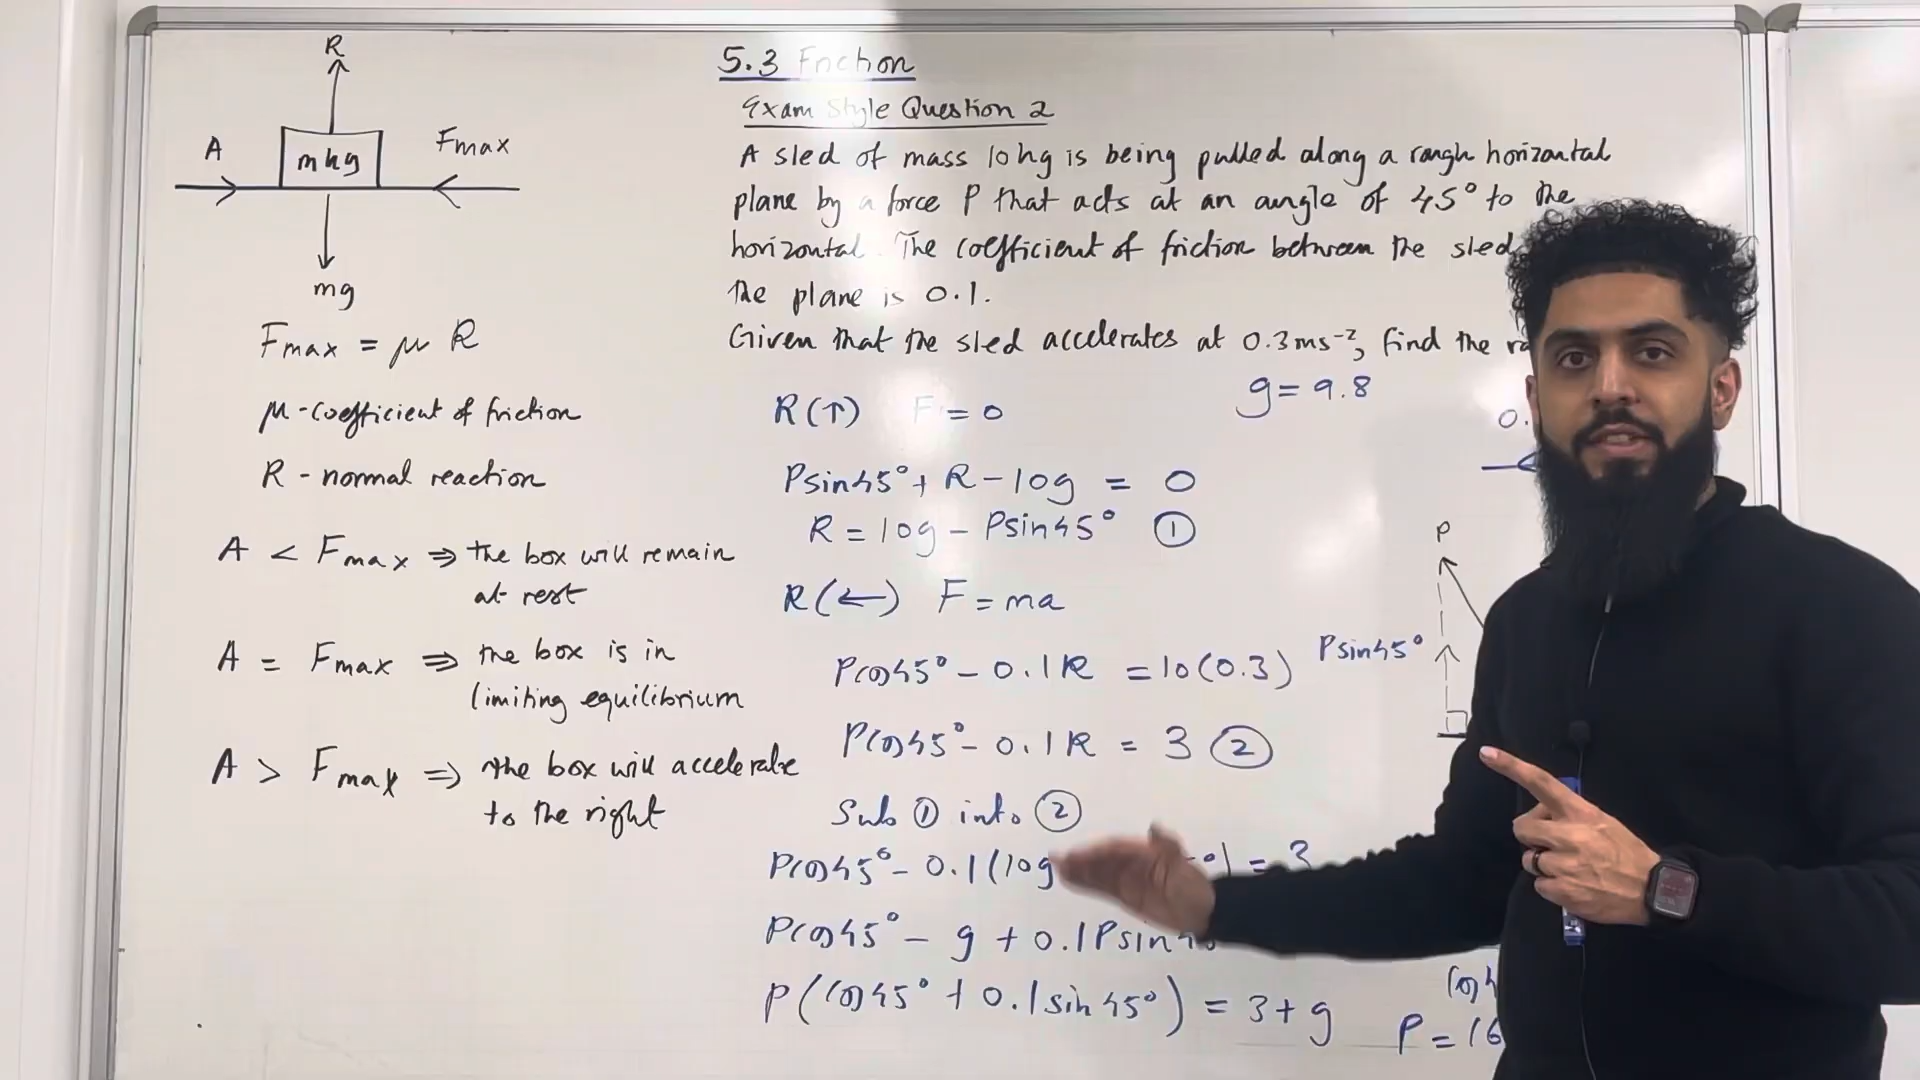 R
A
m kg
Fmax
mg
Fmax = μ R
μ - coefficient of friction
R - normal reaction
A < Fmax ⇒ the box will remain
at rest
A = Fmax ⇒ the box is in
limiting equilibrium
A > Fmax ⇒ the box will accelerate
to the right
5.3 Friction
Exam Style Question 2
A sled of mass 10kg is being pulled along a rough horizontal
plane by a force P that acts at an angle of 45° to the
horizontal. The coefficient of friction between the sled
the plane is 0.1.
Given that the sled accelerates at 0.3ms⁻², find the
g = 9.8
R(↑) F = 0
Psin45° + R - 10g = 0
R = 10g - Psin45° ①
R(←) F = ma
Pcos45° - 0.1R = 10(0.3)
Pcos45° - 0.1R = 3 ②
Sub ① into ②
Pcos45° - 0.1(10g °) = 3
Pcos45° - g + 0.1Psin
P(cos45° + 0.1sin45°) = 3 + g
0.
P
Psin45°
P = 16